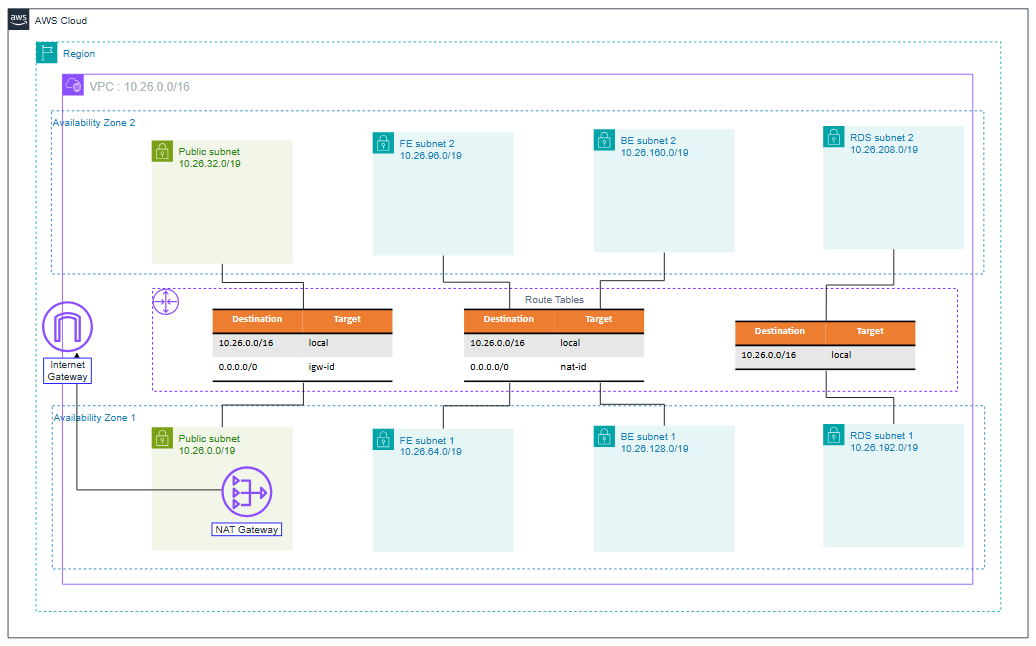 aws
AWS Cloud
Region
VPC : 10.26.0.0/16
Availability Zone 2
Public subnet
10.26.32.0/19
FE subnet 2
10.26.96.0/19
BE subnet 2
10.26.160.0/19
RDS subnet 2
10.26.208.0/19
Route Tables
Destination Target
10.26.0.0/16 local
0.0.0.0/0 igw-id
Destination Target
10.26.0.0/16 local
0.0.0.0/0 nat-id
Destination Target
10.26.0.0/16 local
Internet
Gateway
Availability Zone 1
Public subnet
10.26.0.0/19
NAT Gateway
FE subnet 1
10.26.64.0/19
BE subnet 1
10.26.128.0/19
RDS subnet 1
10.26.192.0/19